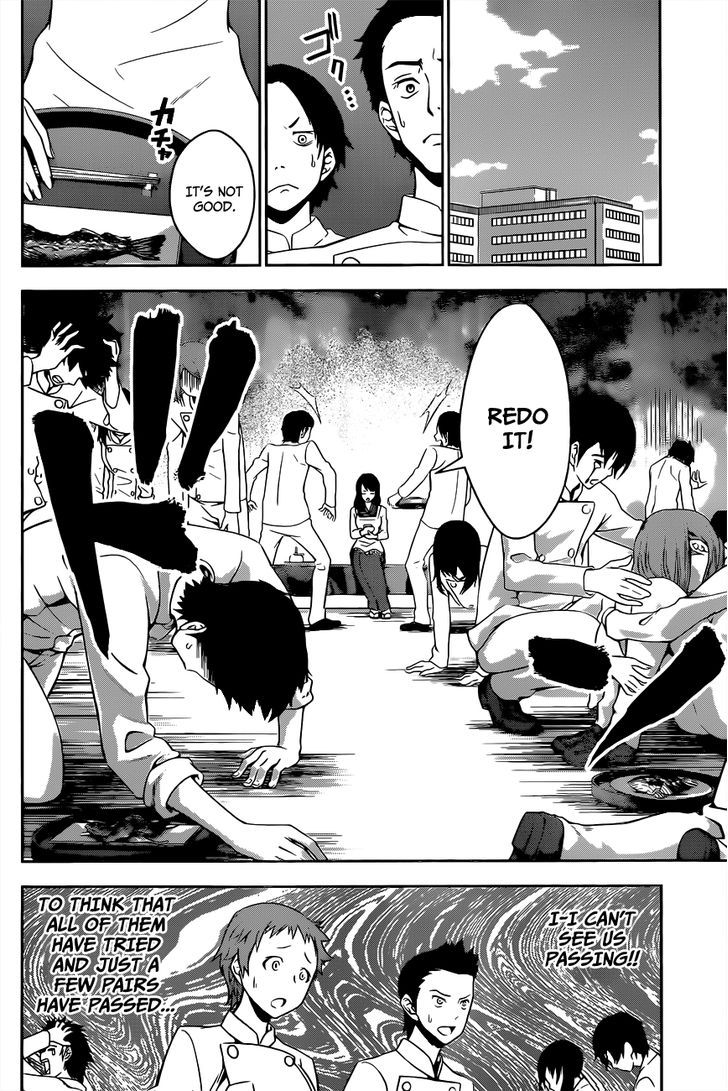 ゴク…
カチャ
IT'S NOT
GOOD.
REDO
IT!
I-I CAN'T
SEE US
PASSING!!
TO THINK THAT
ALL OF THEM
HAVE TRIED
AND JUST A
FEW PAIRS
HAVE PASSED...